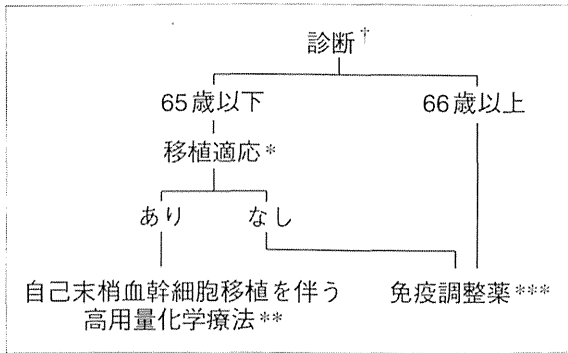 診断†
65歳以下
66歳以上
移植適応*
あり
なし
自己末梢血幹細胞移植を伴う
高用量化学療法**
免疫調整薬***